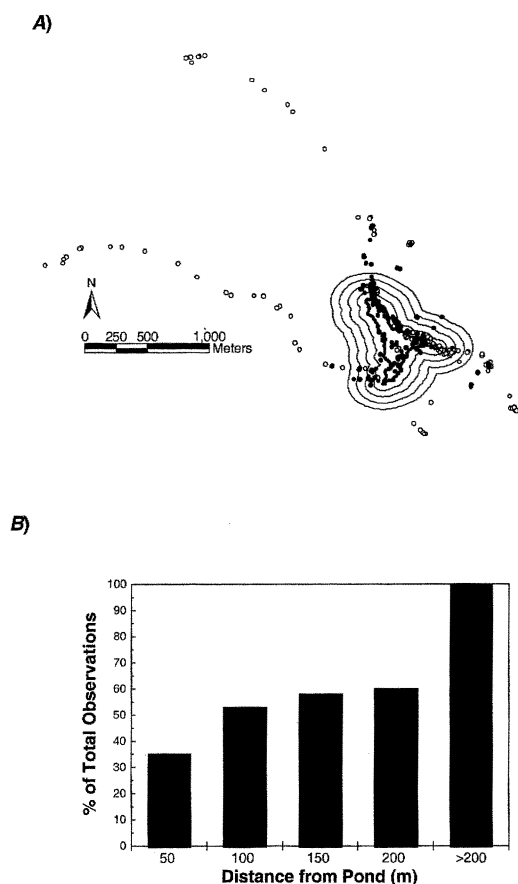 A)
N
0 250 500 1,000
Meters
B)
% of Total Observations
100
90
80
70
60
50
40
30
20
10
0
50 100 150 200 >200
Distance from Pond (m)